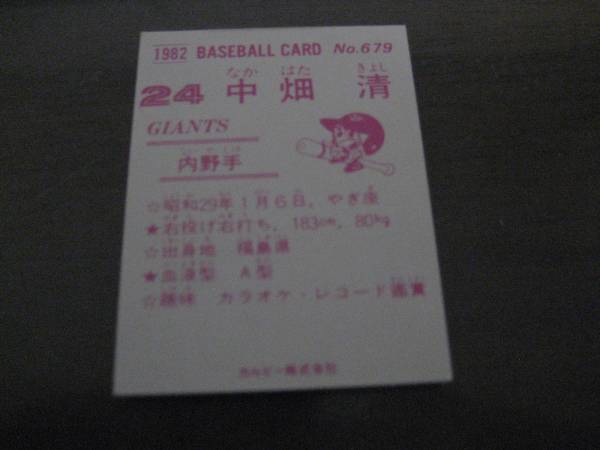 1982 BASEBALL CARD No.679
なか はた きよし
24 中畑 清
GIANTS
内野手
☆昭和29年1月6日, やぎ座
★右投げ右打ち, 183cm, 80kg
☆出身地 福島県
★血液型 A型
☆趣味 カラオケ・レコード鑑賞
カルビー株式会社